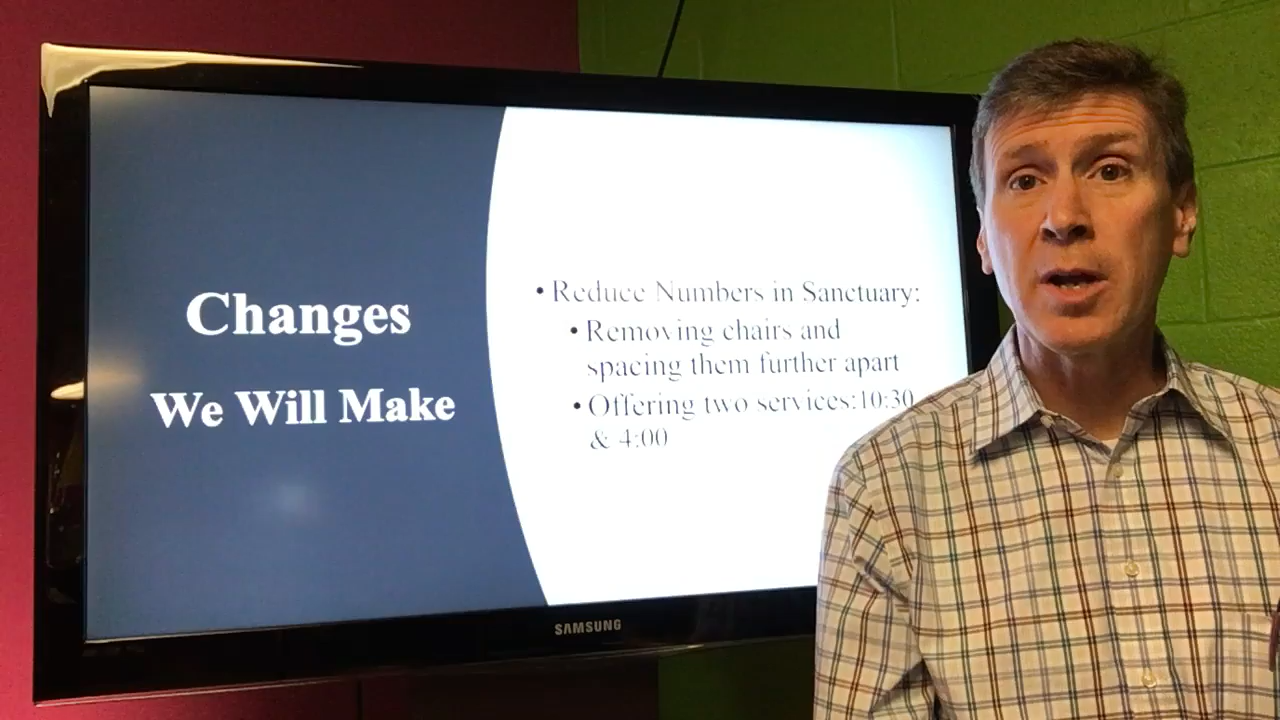 Changes
We Will Make
• Reduce Numbers in Sanctuary:
• Removing chairs and
spacing them further apart
• Offering two services:10:30
& 4:00
SAMSUNG